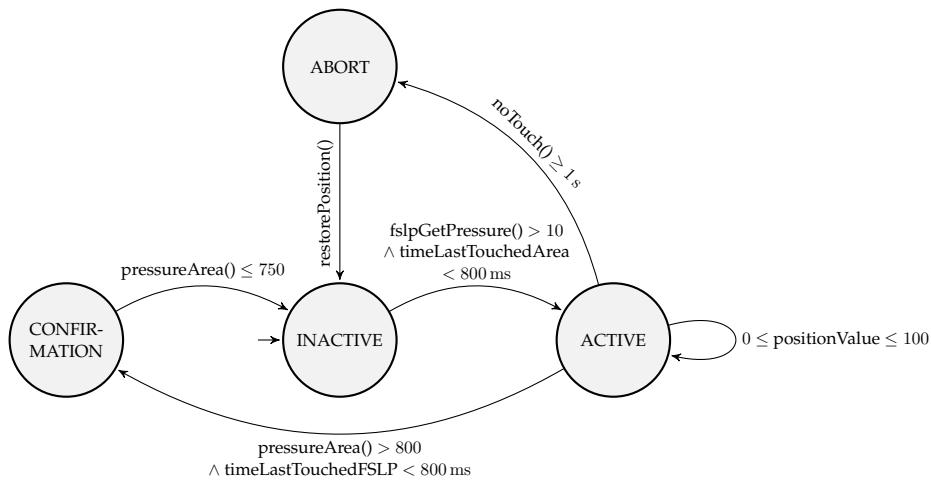 ABORT
noTouch() ≥ 1 s
restorePosition()
fslpGetPressure() > 10
∧ timeLastTouchedArea
< 800 ms
pressureArea() ≤ 750
CONFIR-
MATION
INACTIVE
ACTIVE
0 ≤ positionValue ≤ 100
pressureArea() > 800
∧ timeLastTouchedFSLP < 800 ms